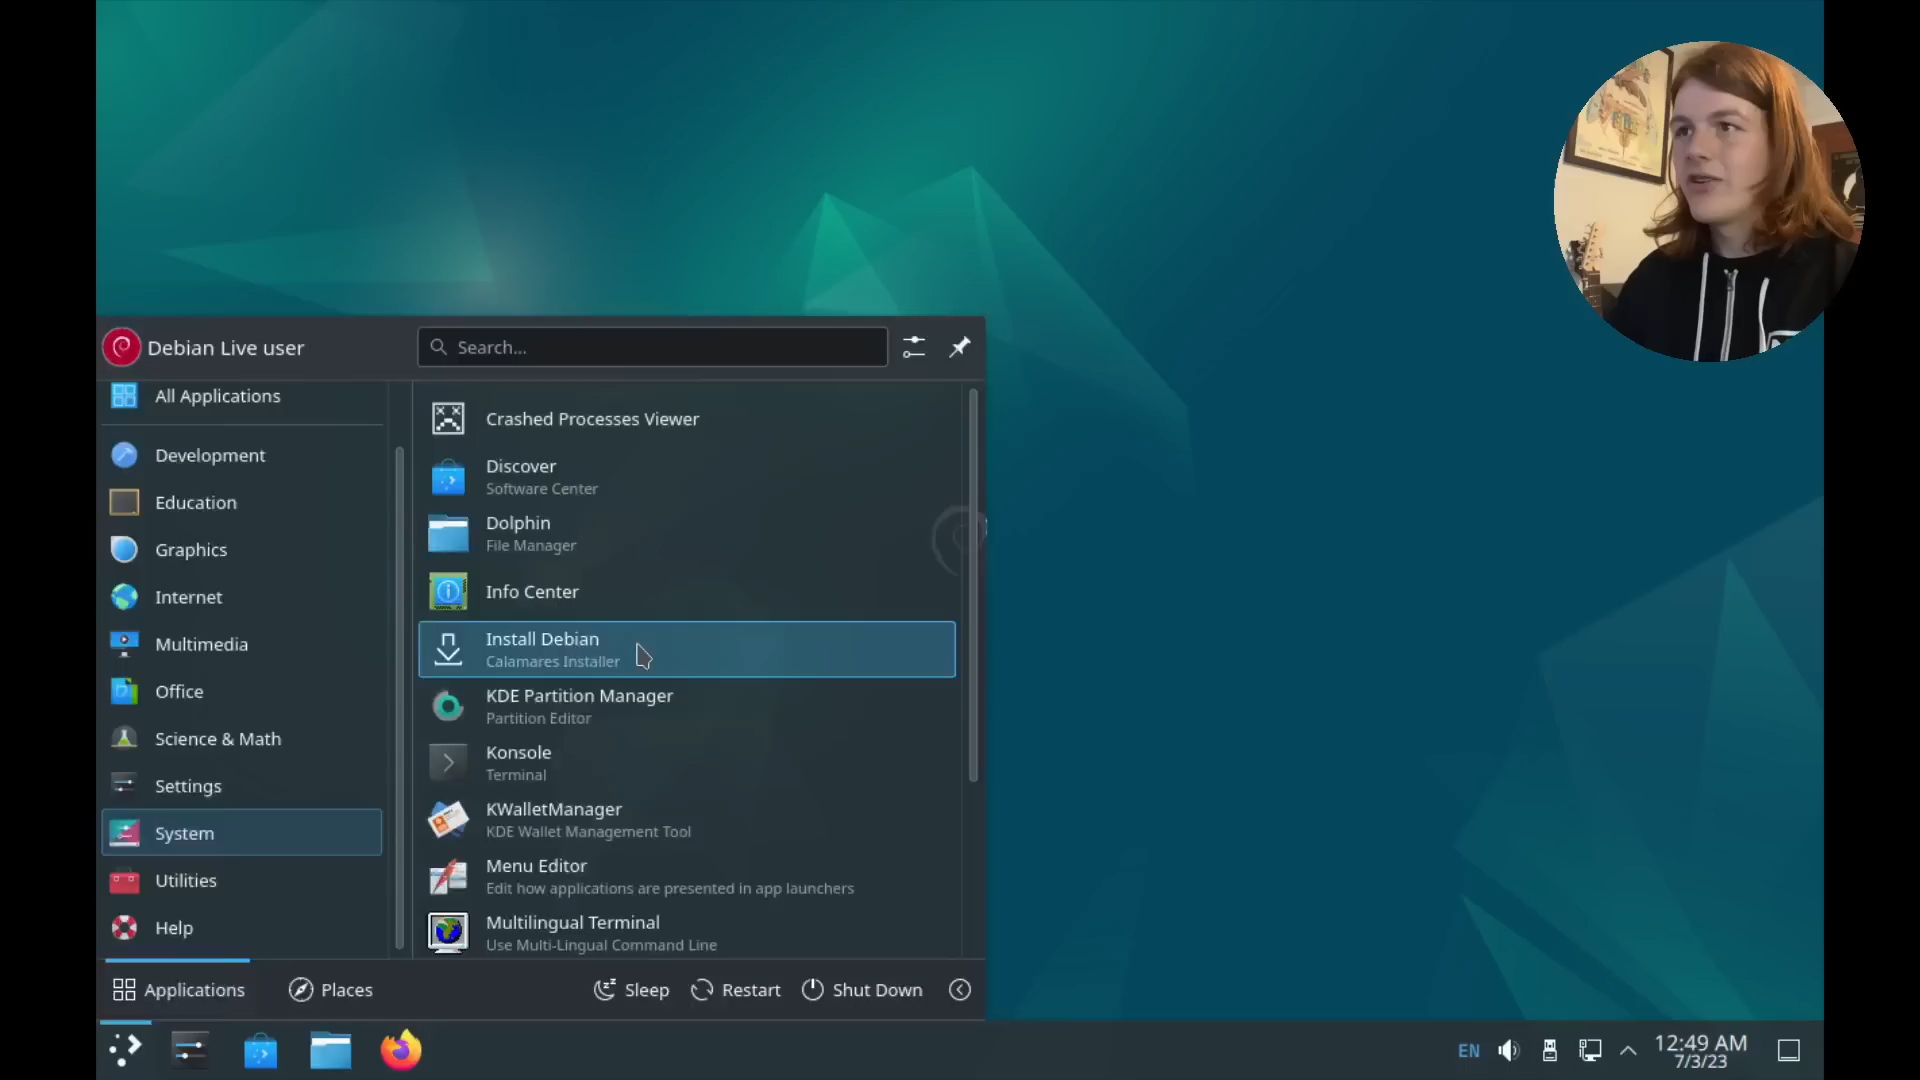 Debian Live user
Search...
All Applications
Development
Education
Graphics
Internet
Multimedia
Office
Science & Math
Settings
System
Utilities
Help
Crashed Processes Viewer
Discover
Software Center
Dolphin
File Manager
Info Center
Install Debian
Calamares Installer
KDE Partition Manager
Partition Editor
Konsole
Terminal
KWalletManager
KDE Wallet Management Tool
Menu Editor
Edit how applications are presented in app launchers
Multilingual Terminal
Use Multi-Lingual Command Line
Applications
Places
Sleep
Restart
Shut Down
EN
12:49 AM
7/3/23